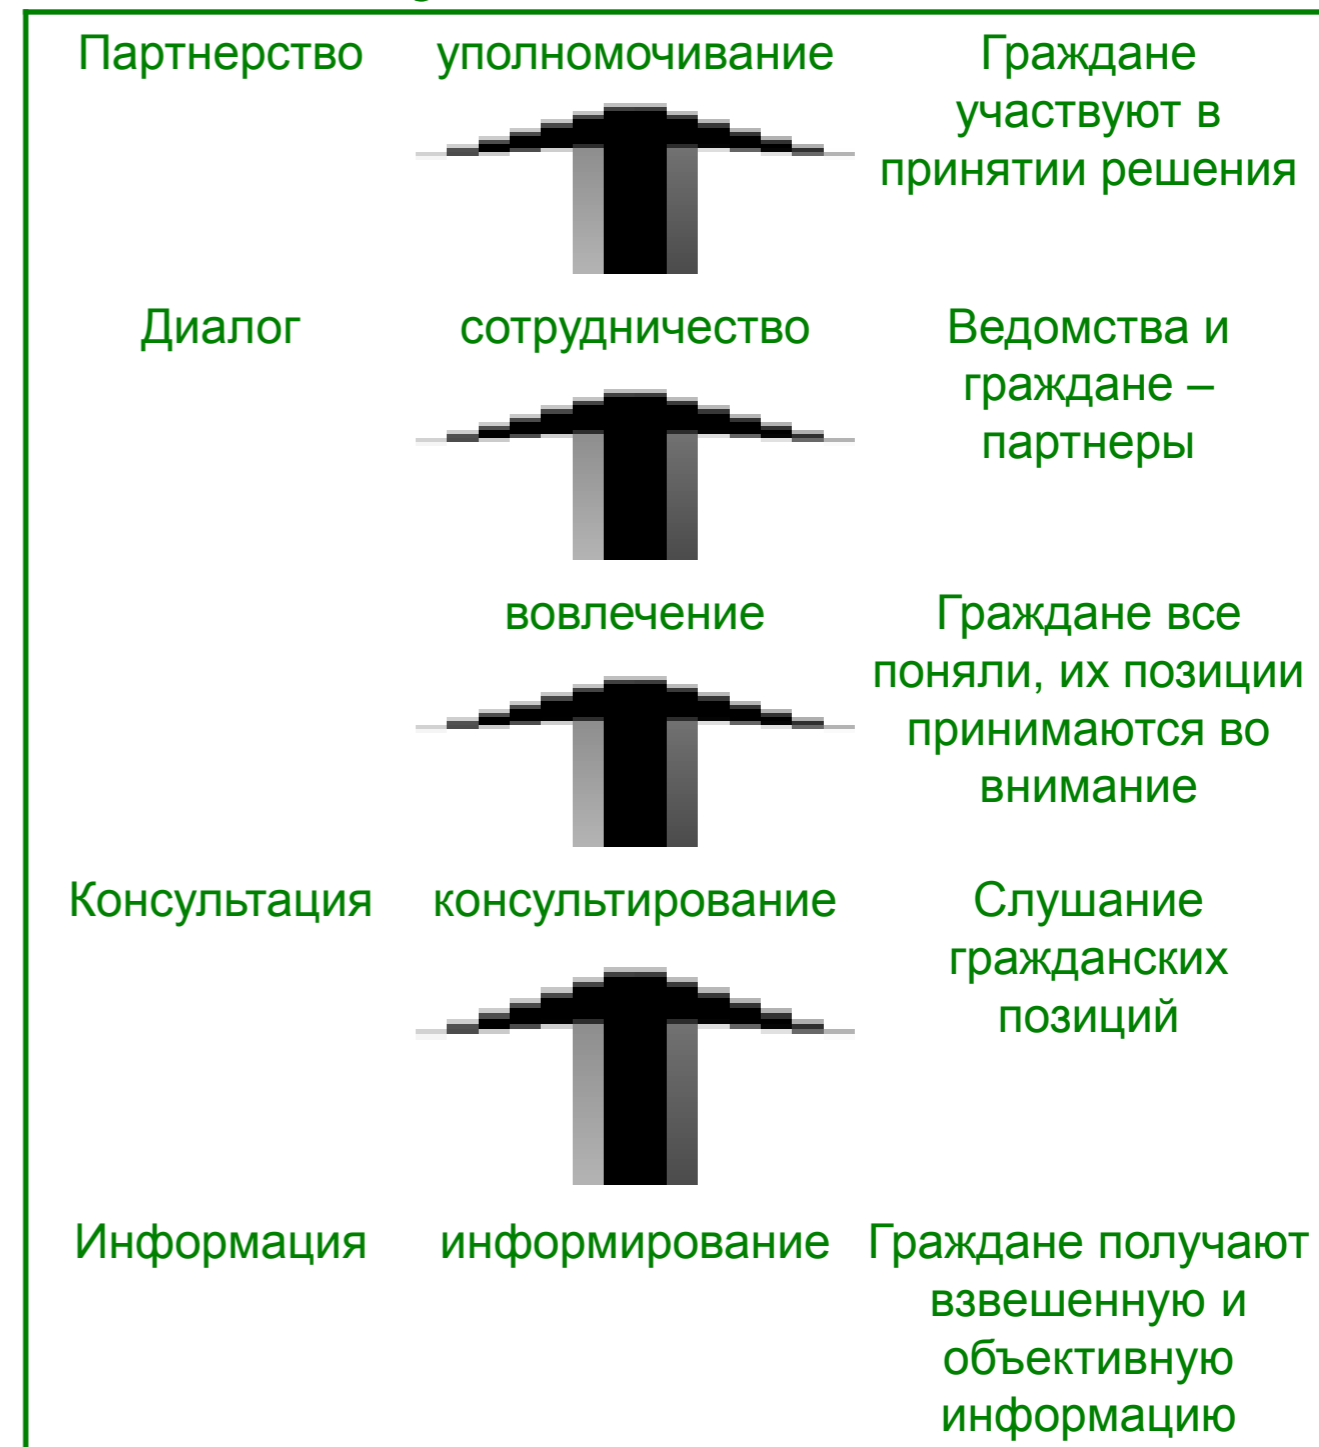 Партнерство уполномочивание Граждане
участвуют в
принятии решения
Диалог сотрудничество Ведомства и
граждане –
партнеры
вовлечение Граждане все
поняли, их позиции
принимаются во
внимание
Консультация консультирование Слушание
гражданских
позиций
Информация информирование Граждане получают
взвешенную и
объективную
информацию